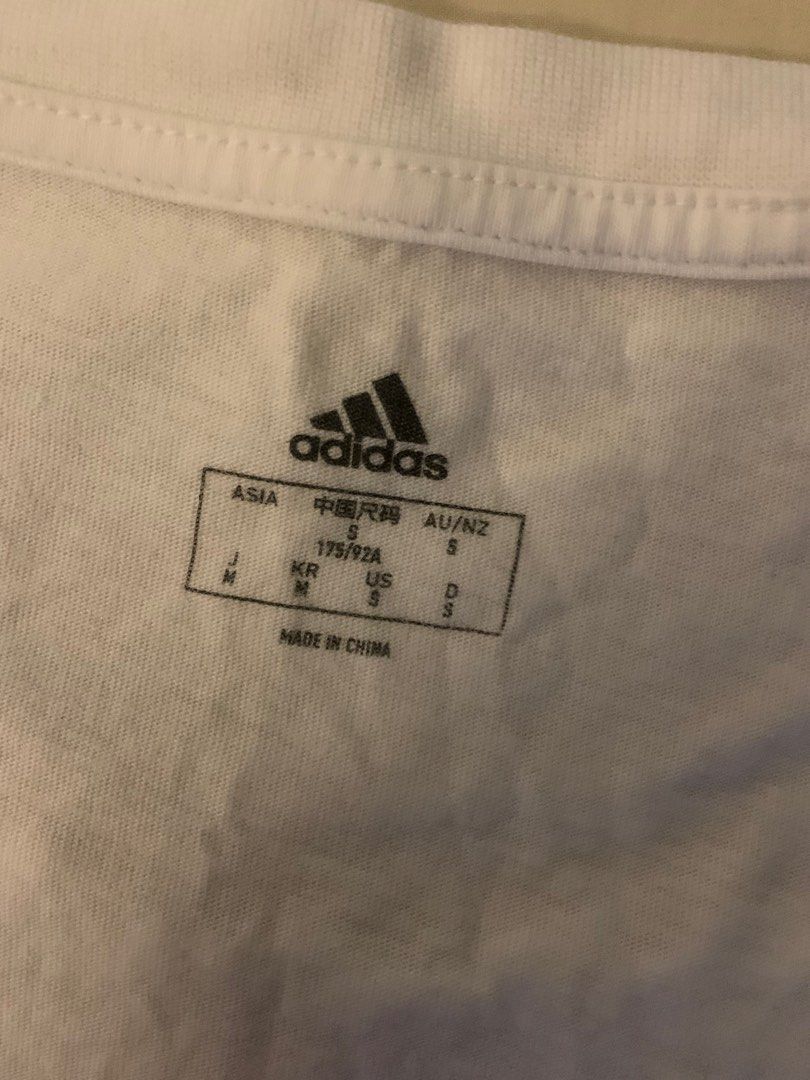 adidas
ASIA 中国尺码 AU/NZ
S S
175/92A
J KR US D
M M S S
MADE IN CHINA